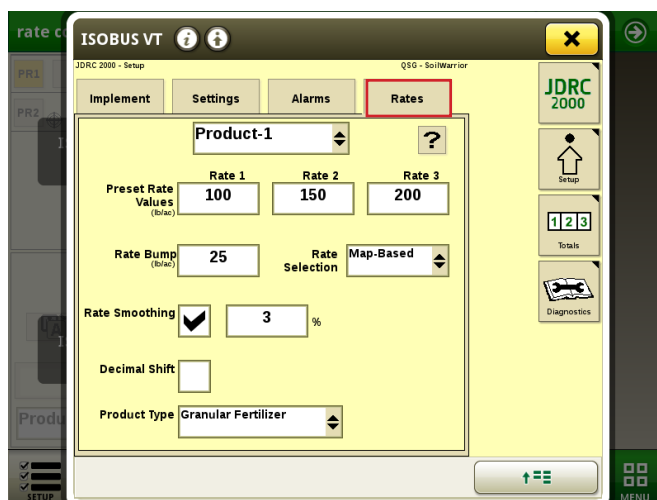 rate co
ISOBUS VT
JDRC 2000 - Setup
QSG - SoilWarrior
PR1
PR2
Implement
Settings
Alarms
Rates
JDRC
2000
Product-1
?
Rate 1
Rate 2
Rate 3
Preset Rate
Values
(lb/ac)
100
150
200
Setup
Rate Bump
(lb/ac)
25
Rate
Selection
Map-Based
1 2 3
Totals
Rate Smoothing
3
%
Diagnostics
Decimal Shift
Product Type
Granular Fertilizer
Produ
SETUP
MENU